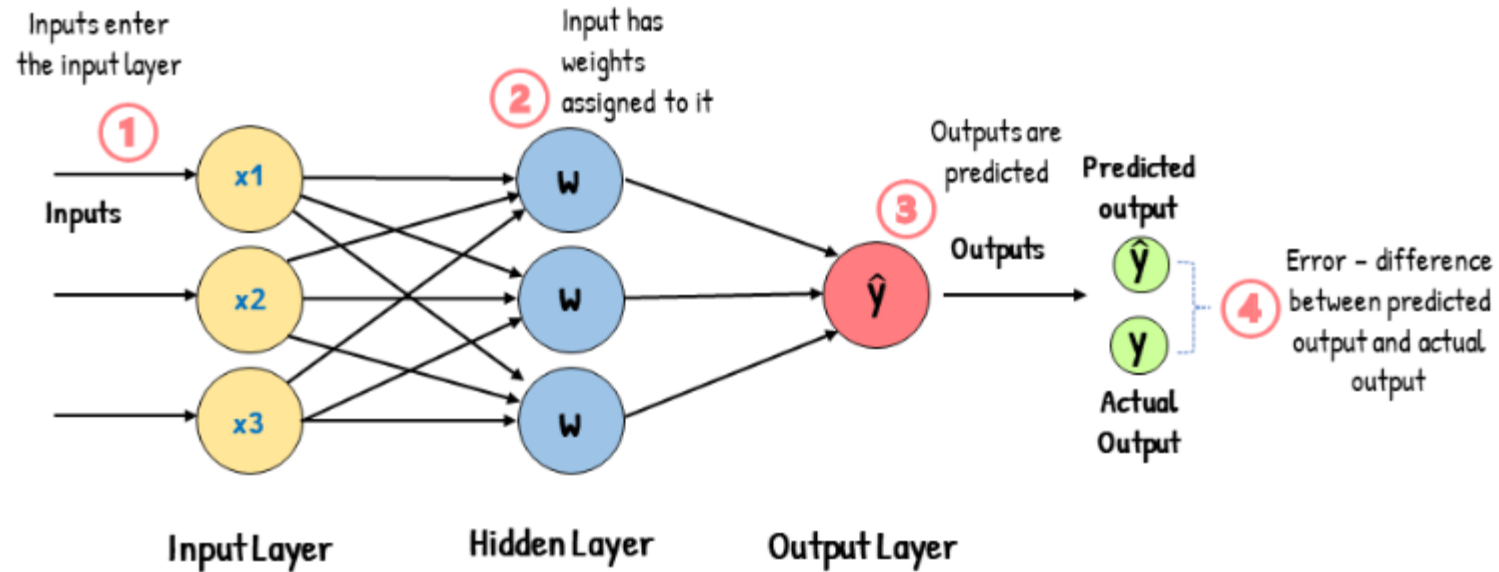 Inputs enter
the input layer
1
Inputs
x1
x2
x3
Input Layer
2
Input has
weights
assigned to it
w
w
w
Hidden Layer
3
Outputs are
predicted
ŷ
Outputs
Output Layer
Predicted
output
ŷ
y
Actual
Output
4
Error – difference
between predicted
output and actual
output